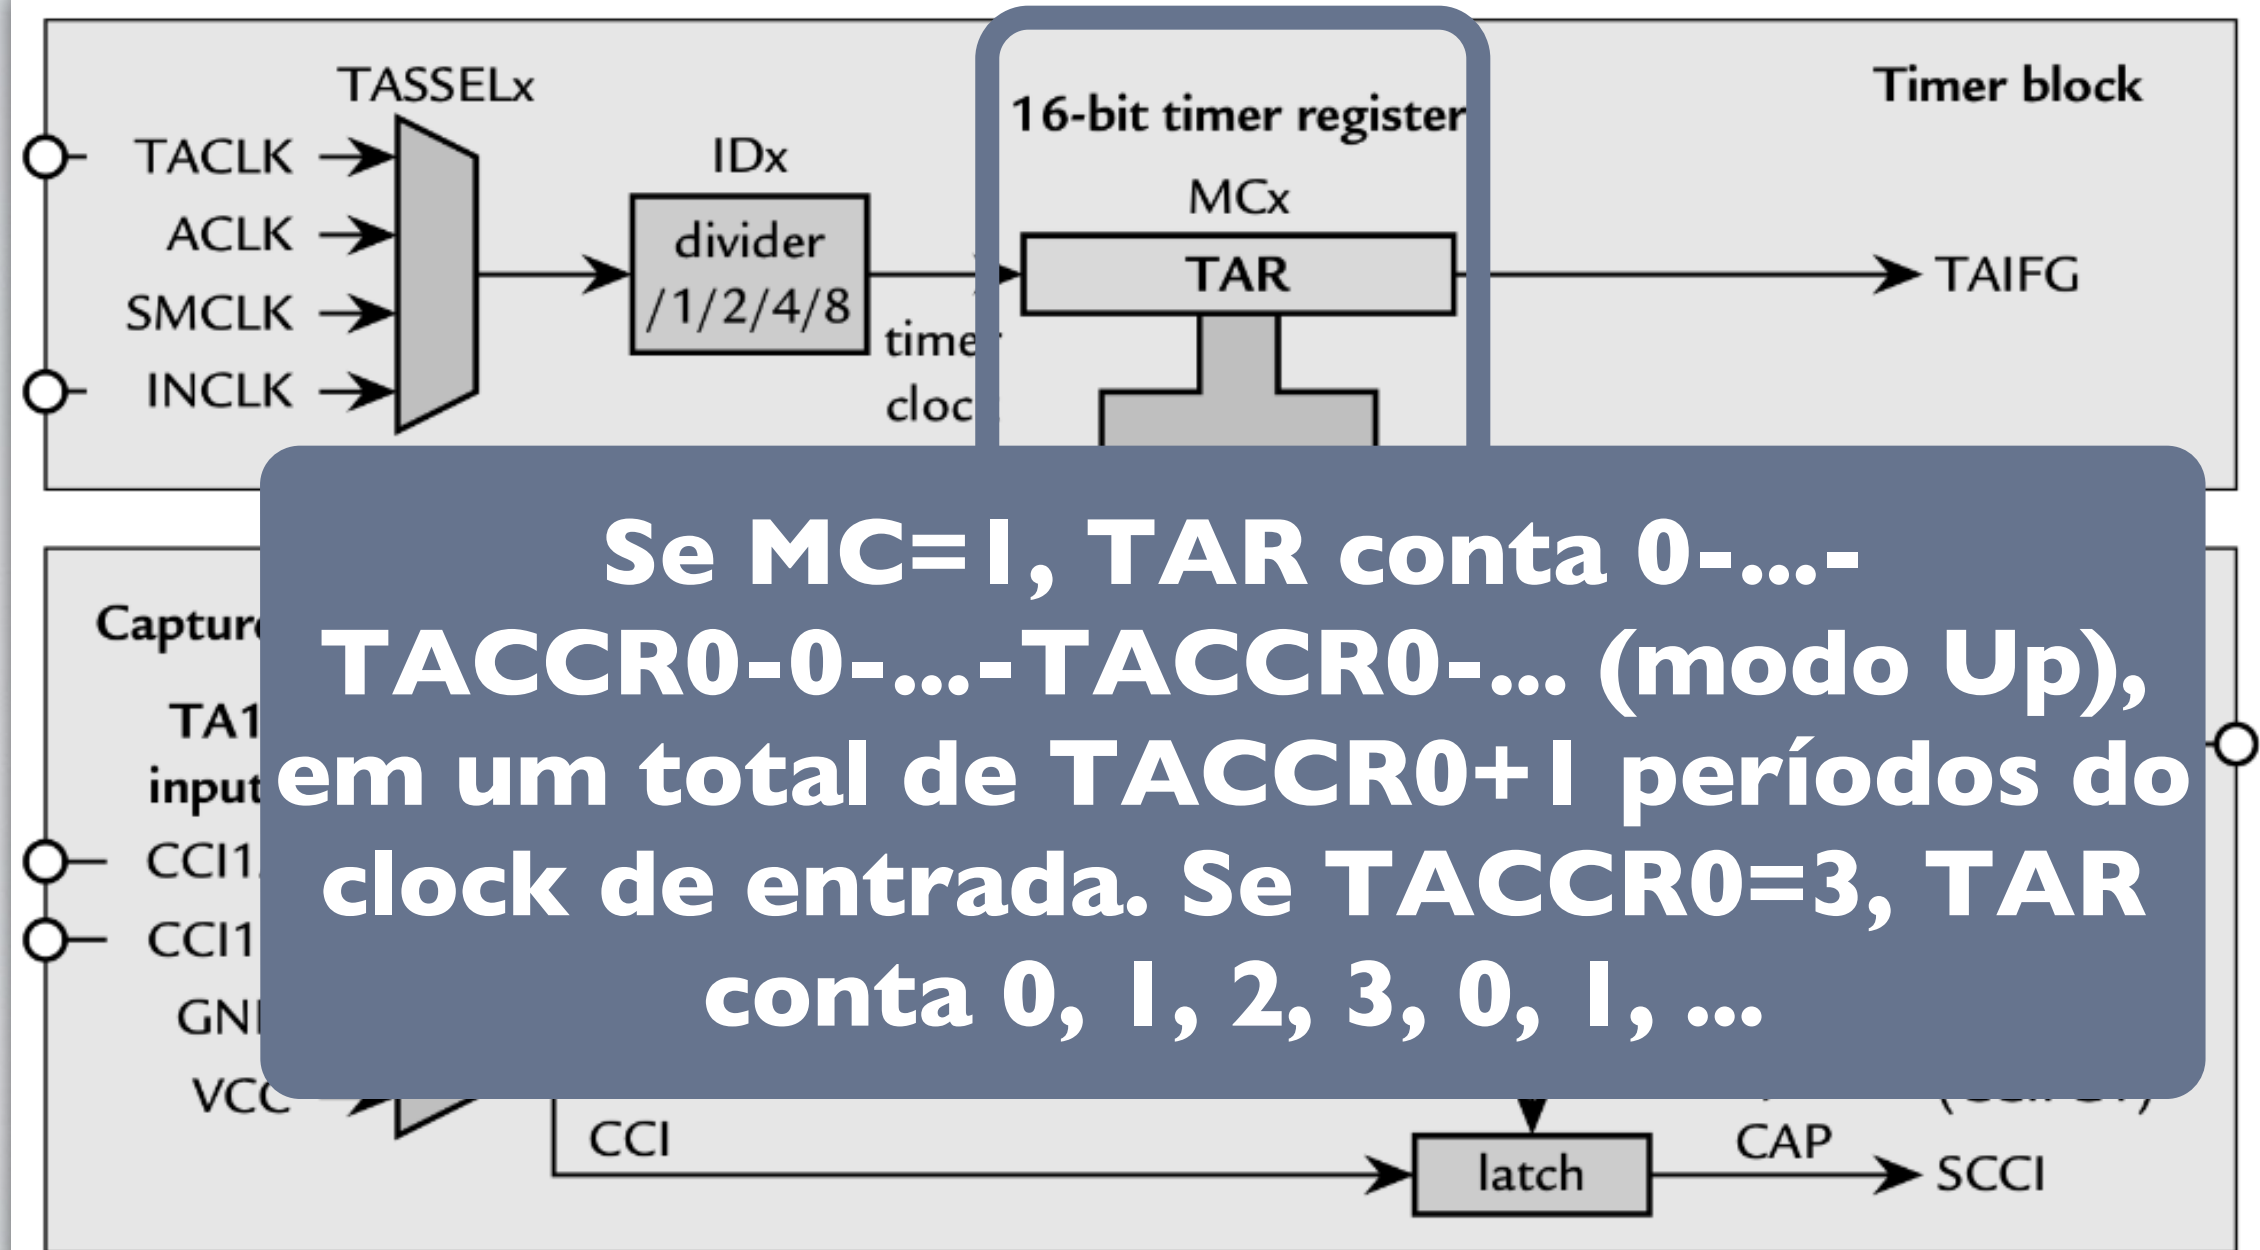 TASSELx
Timer block
16-bit timer register
TACLK
IDx
MCx
ACLK
divider
TAR
TAIFG
SMCLK
/1/2/4/8
INCLK
Se MC=1, TAR conta 0-...-
TACCR0-0-...-TACCR0-... (modo Up),
em um total de TACCR0+1 períodos do
clock de entrada. Se TACCR0=3, TAR
conta 0, 1, 2, 3, 0, 1, ...
TA1
VCC
CCI
CAP
latch
SCCI